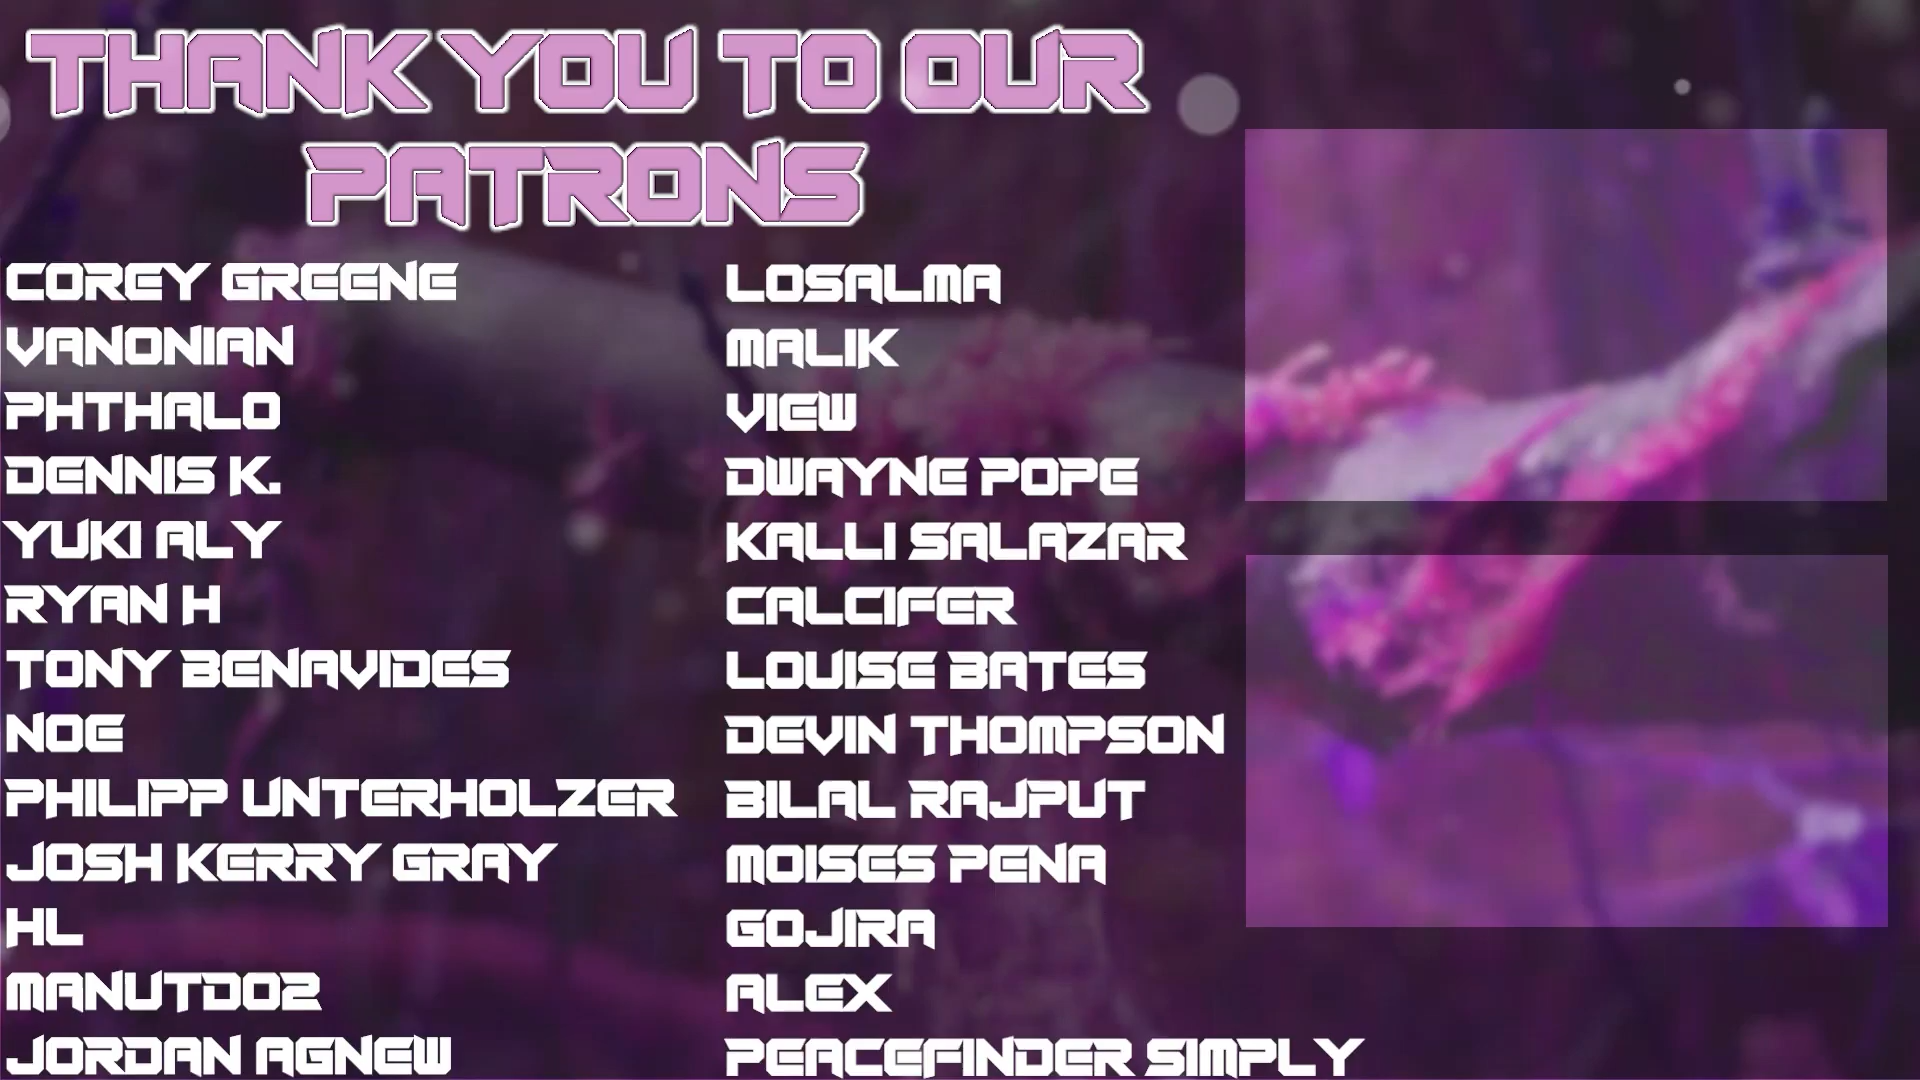 THANK YOU TO OUR
PATRONS
COREY GREENE
VANONIAN
PHTHALO
DENNIS K.
YUKI ALY
RYAN H
TONY BENAVIDES
NOE
PHILIPP UNTERHOLZER
JOSH KERRY GRAY
HL
MANUTD02
JORDAN AGNEW
LOSALMA
MALIK
VIEW
DWAYNE POPE
KALLI SALAZAR
CALCIFER
LOUISE BATES
DEVIN THOMPSON
BILAL RAJPUT
MOISES PENA
GOJIRA
ALEX
PEACEFINDER SIMPLY